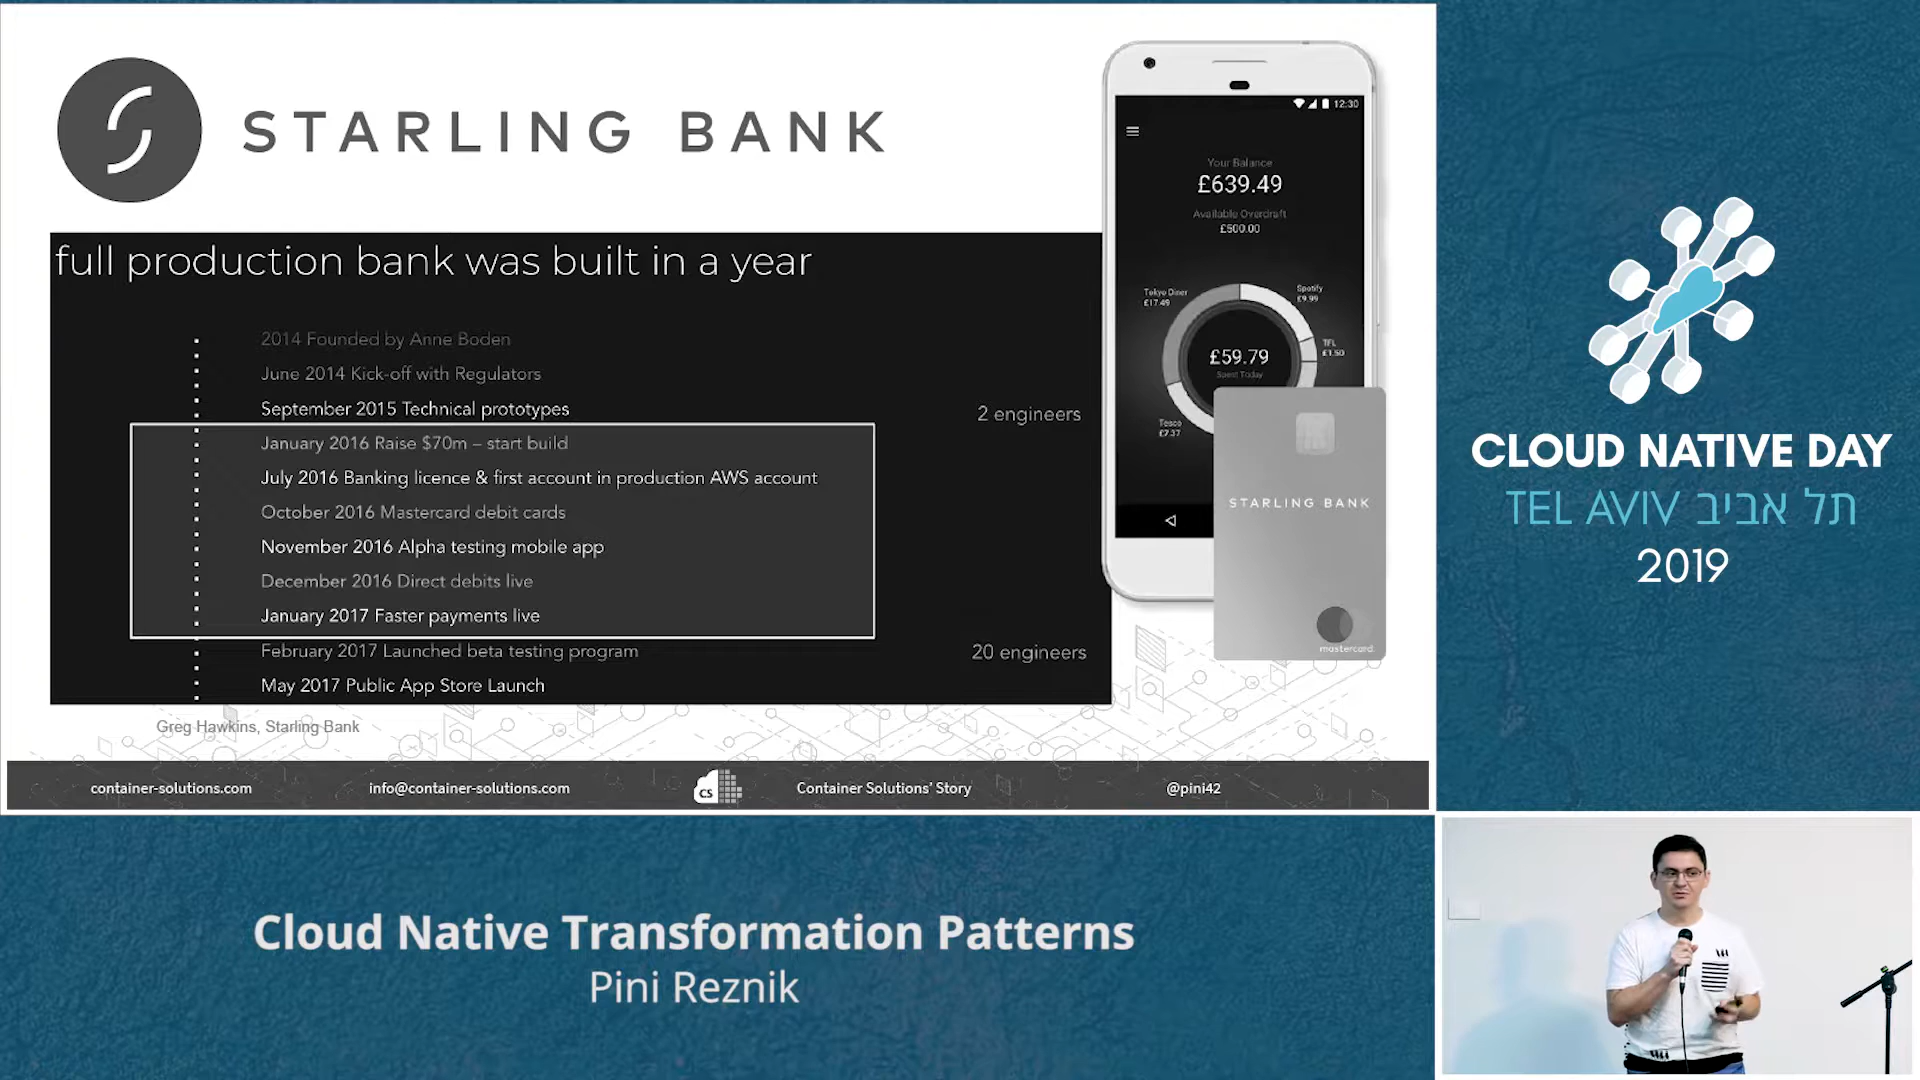 STARLING BANK
full production bank was built in a year
2014 Founded by Anne Boden
June 2014 Kick-off with Regulators
September 2015 Technical prototypes
2 engineers
January 2016 Raise $70m – start build
July 2016 Banking licence & first account in production AWS account
October 2016 Mastercard debit cards
November 2016 Alpha testing mobile app
December 2016 Direct debits live
January 2017 Faster payments live
February 2017 Launched beta testing program
20 engineers
May 2017 Public App Store Launch
Greg Hawkins, Starling Bank
12:30
Your Balance
£639.49
Available Overdraft
£500.00
Tokyo Diner
£17.49
Spotify
£9.99
TFL
£1.50
£59.79
Spent Today
Tesco
£7.37
STARLING BANK
mastercard.
container-solutions.com
info@container-solutions.com
CS
Container Solutions' Story
@pini42
CLOUD NATIVE DAY
TEL AVIV תל אביב
2019
Cloud Native Transformation Patterns
Pini Reznik